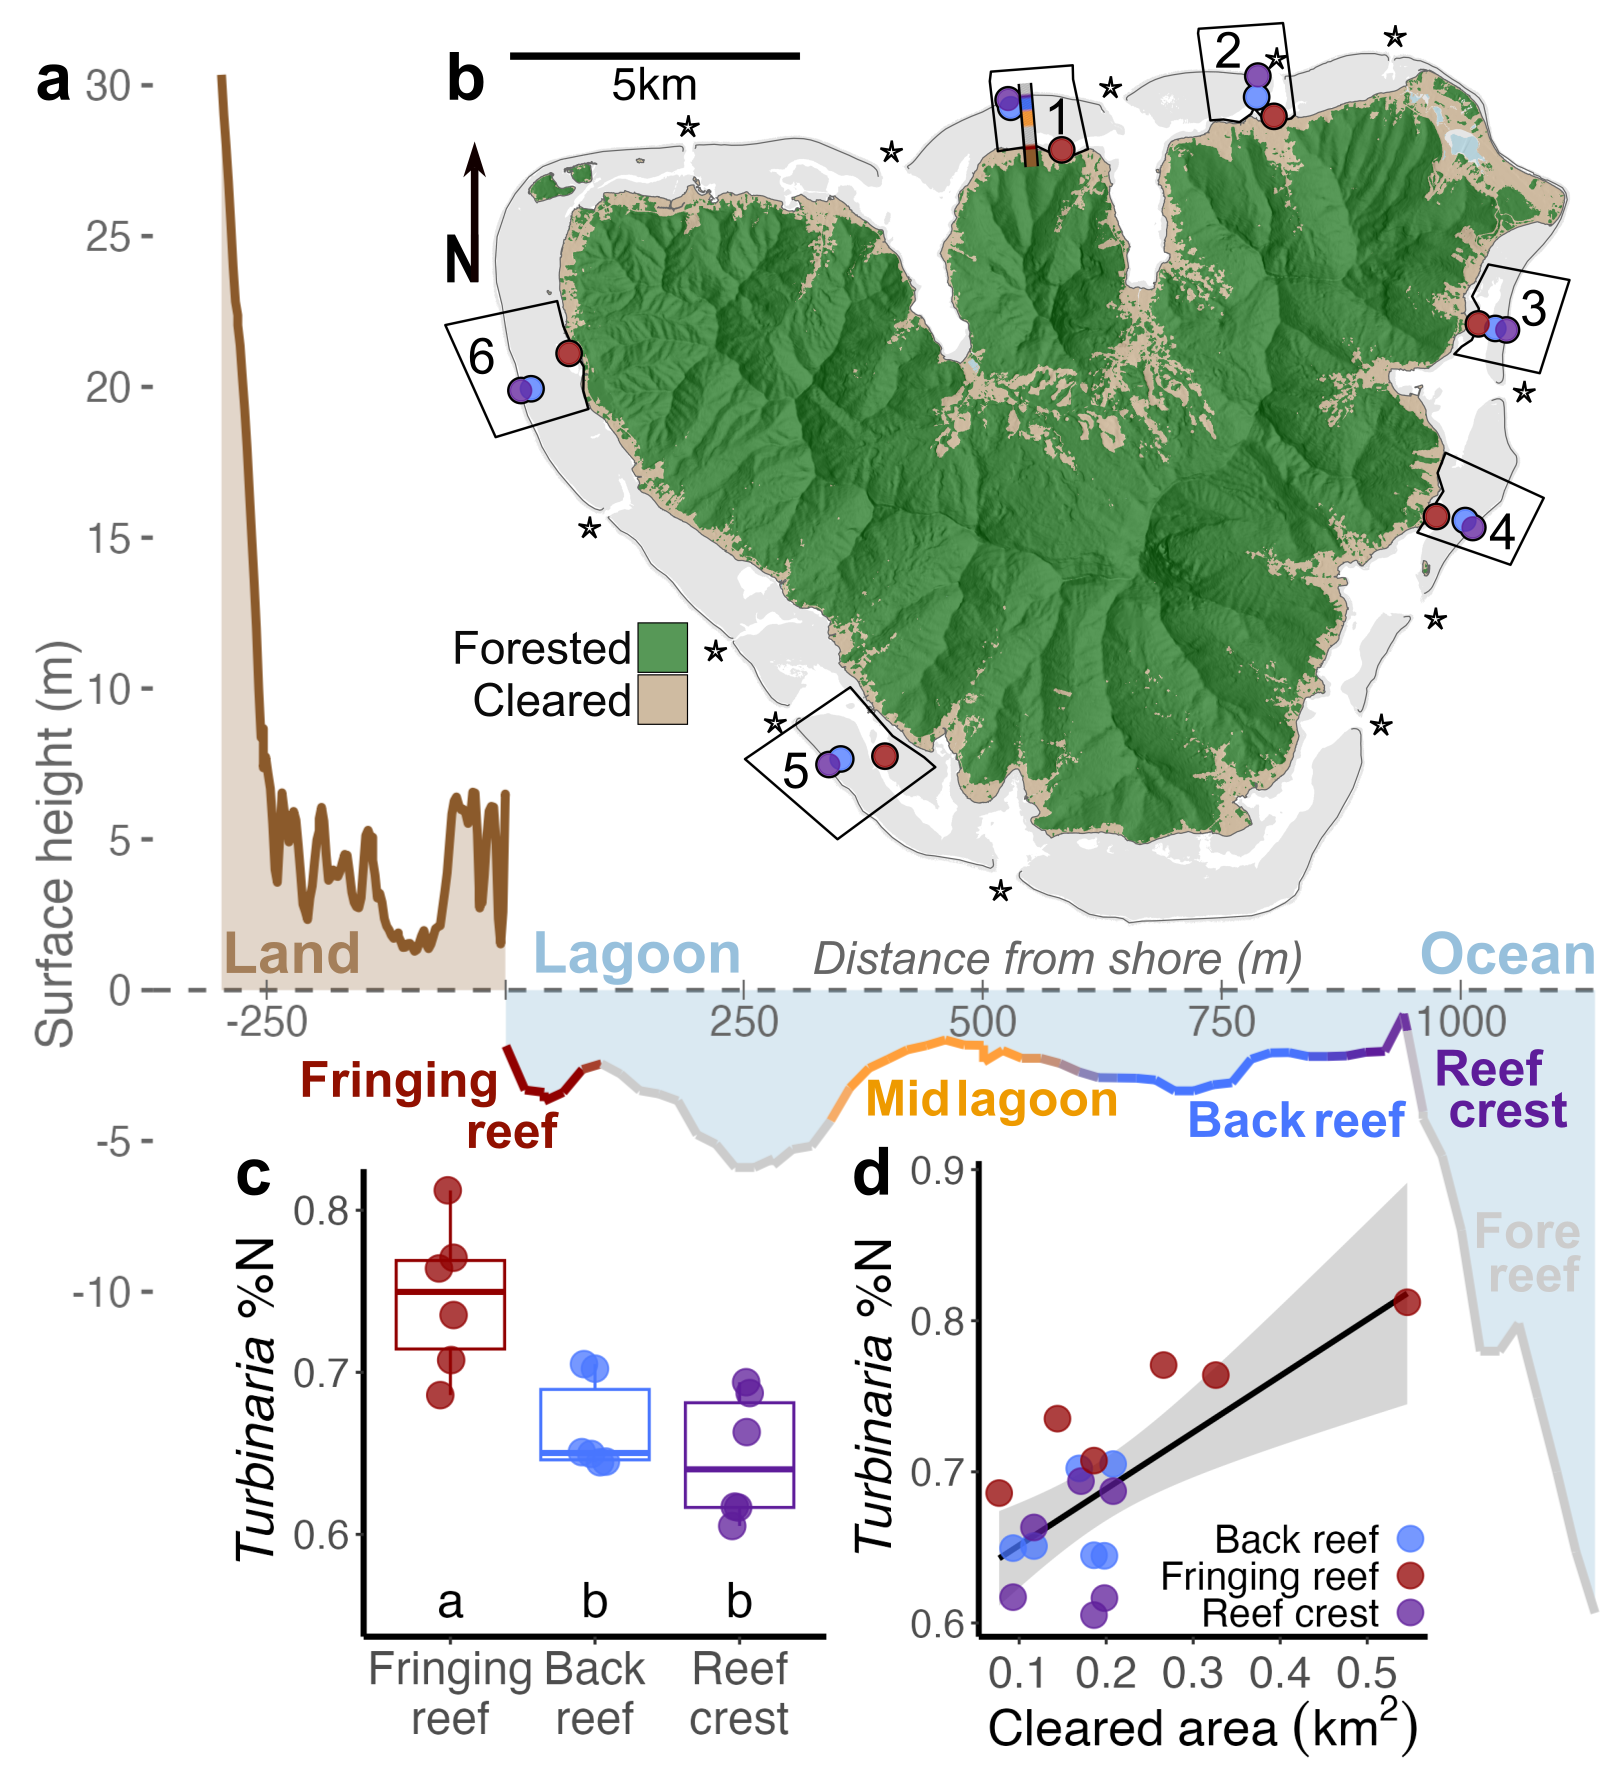 a
30
25
20
15
10
5
0
-5
-10
Surface height (m)
Land
Lagoon
Distance from shore (m)
Ocean
-250
250
500
750
1000
Fringing
reef
Mid lagoon
Back reef
Reef
crest
Fore
reef
b
5km
N
1
2
3
4
5
6
Forested
Cleared
c
Turbinaria %N
0.8
0.7
0.6
a
b
b
Fringing
reef
Back
reef
Reef
crest
d
Turbinaria %N
0.9
0.8
0.7
0.6
Back reef
Fringing reef
Reef crest
0.1
0.2
0.3
0.4
0.5
Cleared area (km²)